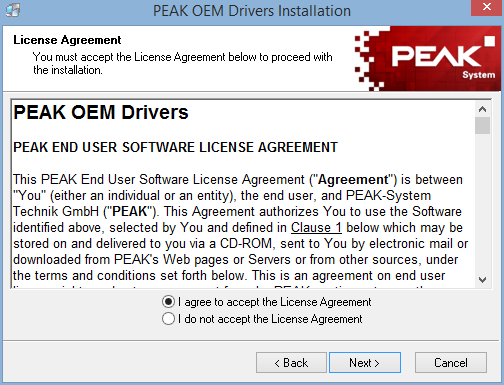 PEAK OEM Drivers Installation
License Agreement
You must accept the License Agreement below to proceed with
the installation.
PEAK
System
PEAK OEM Drivers
PEAK END USER SOFTWARE LICENSE AGREEMENT
This PEAK End User Software License Agreement ("Agreement") is between
"You" (either an individual or an entity), the end user, and PEAK-System
Technik GmbH ("PEAK"). This Agreement authorizes You to use the Software
identified above, selected by You and defined in Clause 1 below which may be
stored on and delivered to you via a CD-ROM, sent to You by electronic mail or
downloaded from PEAK's Web pages or Servers or from other sources, under
the terms and conditions set forth below. This is an agreement on end user
I agree to accept the License Agreement
I do not accept the License Agreement
< Back
Next >
Cancel